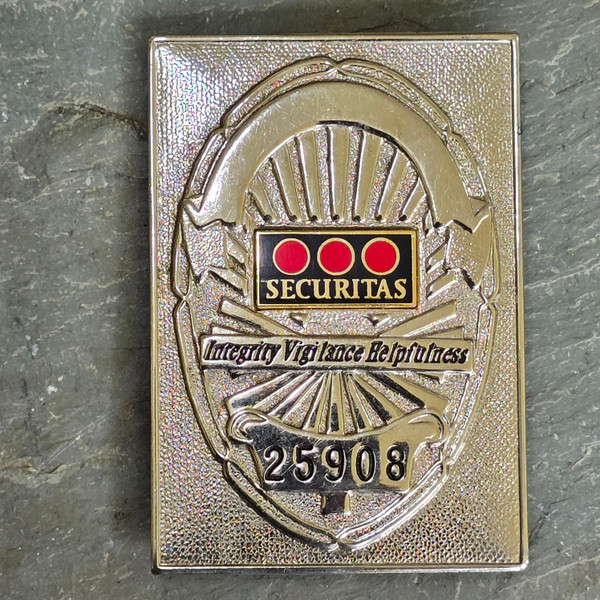 SECURITAS
Integrity Vigilance Helpfulness
25908